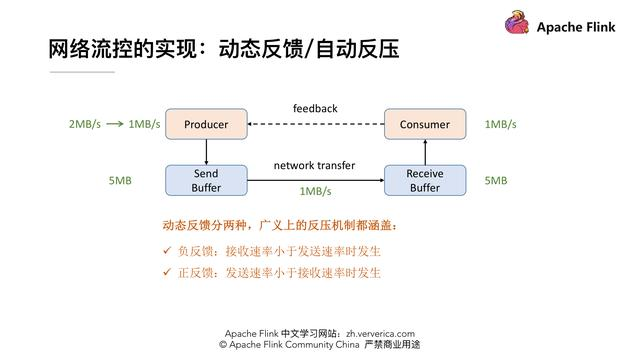 Apache Flink
网络流控的实现：动态反馈/自动反压
feedback
2MB/s
1MB/s
Producer
Consumer
1MB/s
network transfer
5MB
Send
Buffer
1MB/s
Receive
Buffer
5MB
动态反馈分两种，广义上的反压机制都涵盖：
✓ 负反馈：接收速率小于发送速率时发生
✓ 正反馈：发送速率小于接收速率时发生
Apache Flink 中文学习网站：zh.ververica.com
© Apache Flink Community China 严禁商业用途